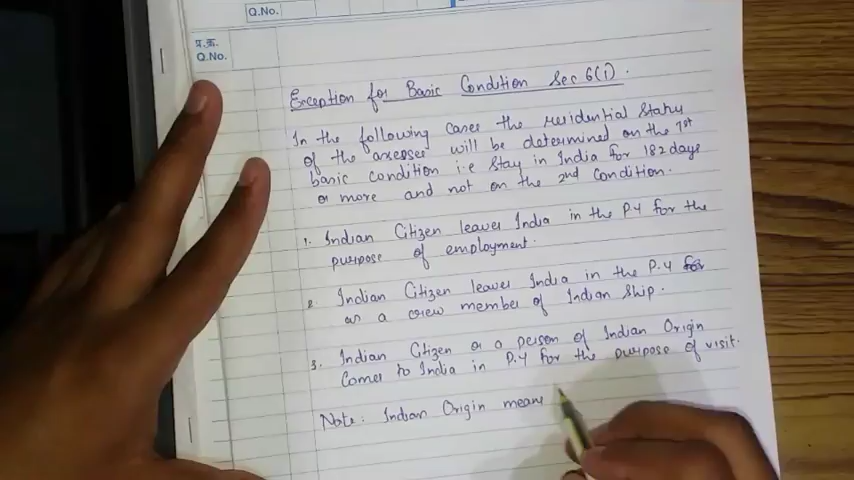 Q.No.
प्र.क्र.
Q.No.
Exception for Basic Condition Sec 6(1).
In the following cases the residential status
of the assesses will be determined on the 1st
basic condition i.e stay in India for 182 days
or more and not on the 2nd condition.
1. Indian Citizen leaves India in the P.Y for the
purpose of employment.
2. Indian Citizen leaves India in the P.Y for
as a crew member of Indian Ship.
3. Indian Citizen or a person of Indian Origin
Comes to India in P.Y for the purpose of visit.
Note: Indian Origin means